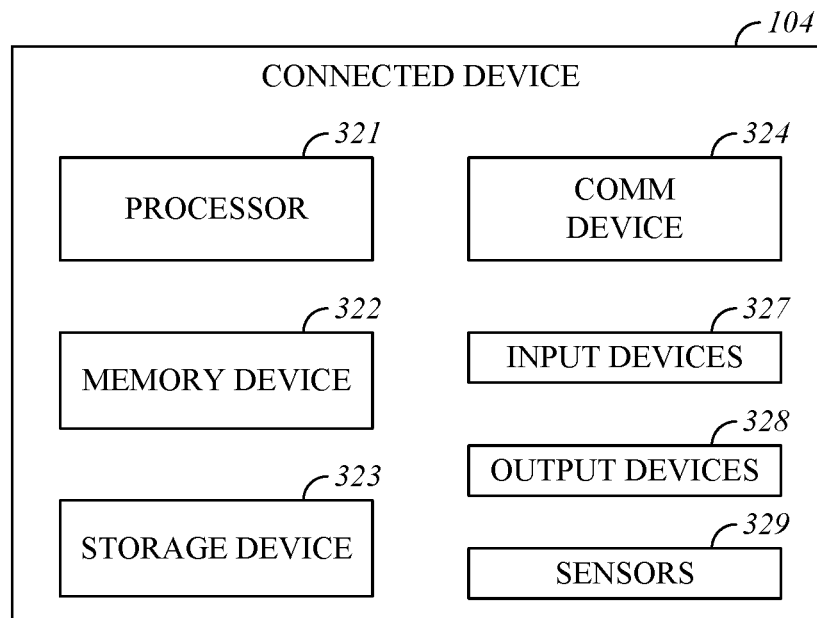 104
CONNECTED DEVICE
321
PROCESSOR
324
COMM
DEVICE
322
MEMORY DEVICE
327
INPUT DEVICES
328
OUTPUT DEVICES
323
STORAGE DEVICE
329
SENSORS